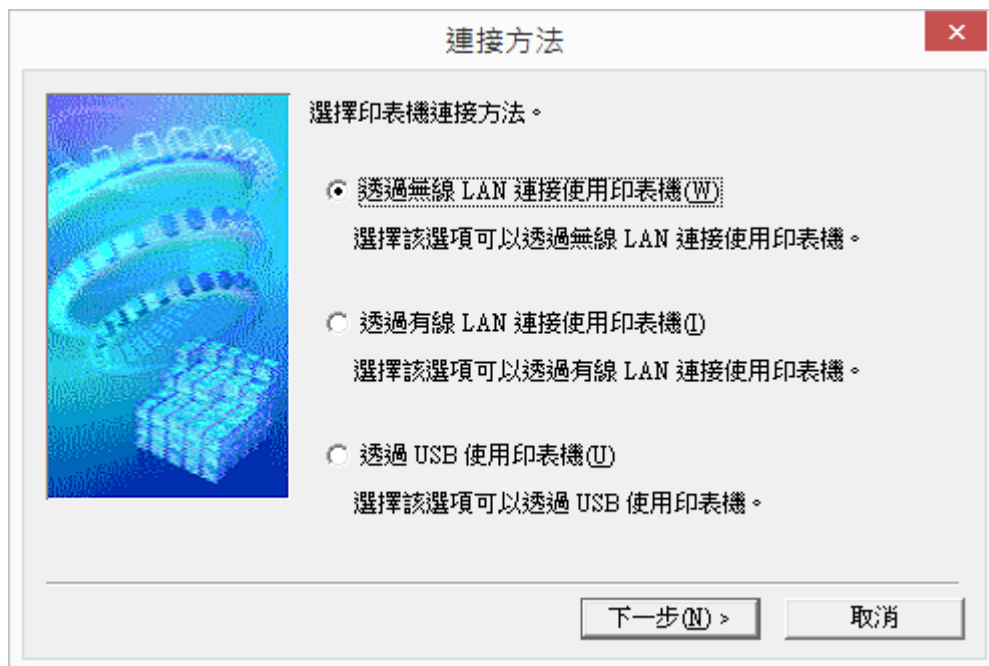 連接方法
選擇印表機連接方法。
透過無線 LAN 連接使用印表機(W)
選擇該選項可以透過無線 LAN 連接使用印表機。
透過有線 LAN 連接使用印表機(I)
選擇該選項可以透過有線 LAN 連接使用印表機。
透過 USB 使用印表機(U)
選擇該選項可以透過 USB 使用印表機。
下一步(N) >
取消